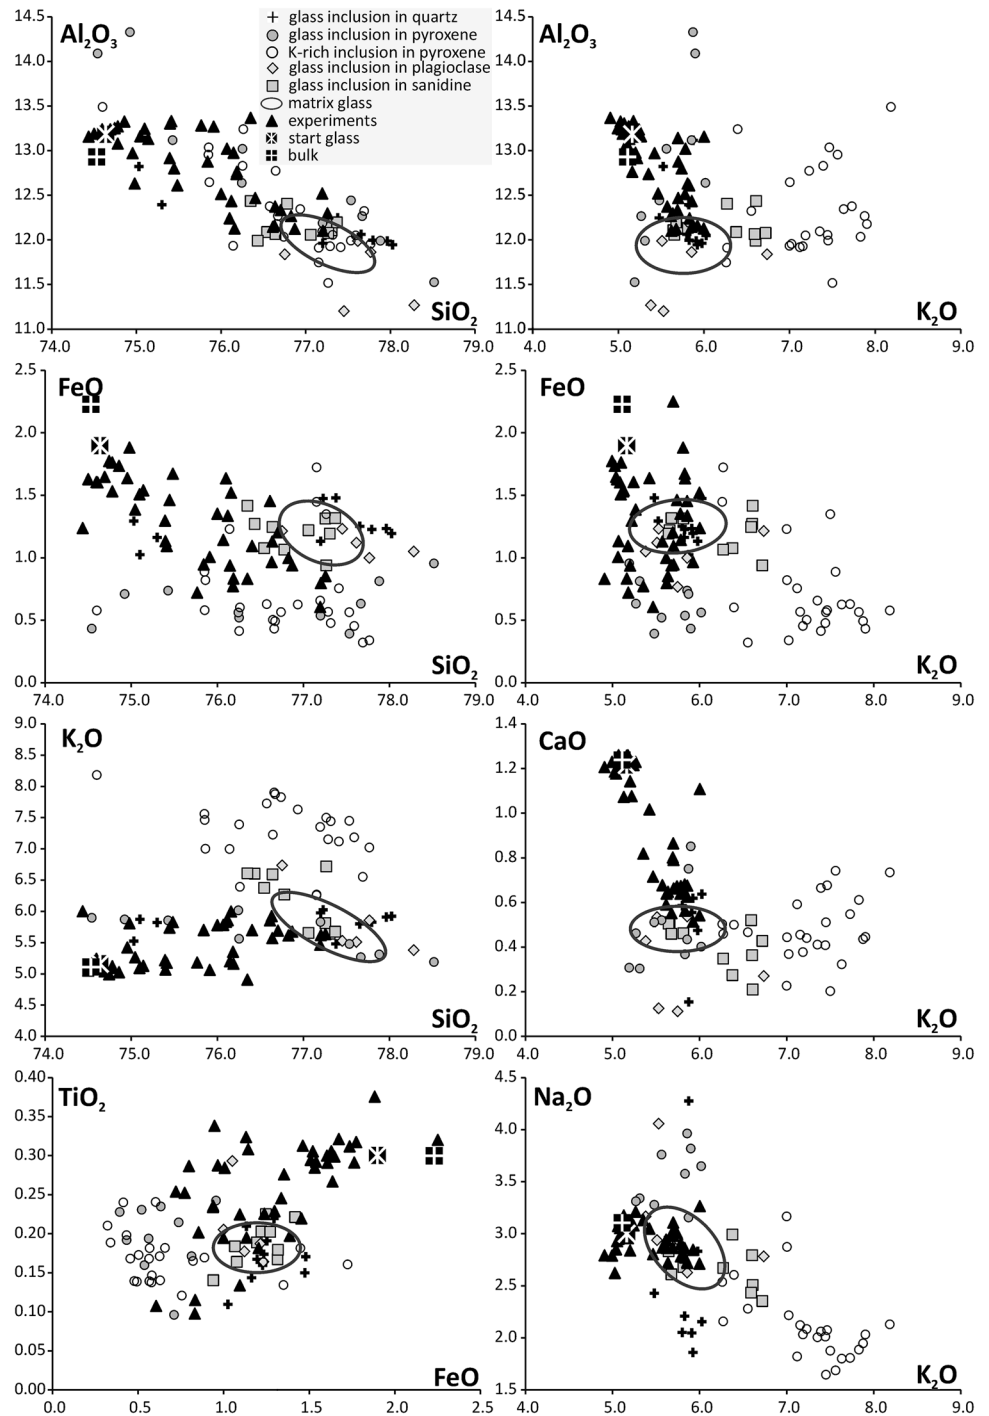 Al₂O₃
14.5
14.0
13.5
13.0
12.5
12.0
11.5
11.0
74.0 75.0 76.0 77.0 78.0 79.0
SiO₂
+ glass inclusion in quartz
glass inclusion in pyroxene
K-rich inclusion in pyroxene
glass inclusion in plagioclase
glass inclusion in sanidine
matrix glass
experiments
start glass
bulk
Al₂O₃
14.5
14.0
13.5
13.0
12.5
12.0
11.5
11.0
4.0 5.0 6.0 7.0 8.0 9.0
K₂O
FeO
2.5
2.0
1.5
1.0
0.5
0.0
74.0 75.0 76.0 77.0 78.0 79.0
SiO₂
FeO
2.5
2.0
1.5
1.0
0.5
0.0
4.0 5.0 6.0 7.0 8.0 9.0
K₂O
K₂O
9.0
8.5
8.0
7.5
7.0
6.5
6.0
5.5
5.0
4.5
4.0
74.0 75.0 76.0 77.0 78.0 79.0
SiO₂
CaO
1.4
1.2
1.0
0.8
0.6
0.4
0.2
0.0
4.0 5.0 6.0 7.0 8.0 9.0
K₂O
TiO₂
0.40
0.35
0.30
0.25
0.20
0.15
0.10
0.05
0.00
0.0 0.5 1.0 1.5 2.0 2.5
FeO
Na₂O
4.5
4.0
3.5
3.0
2.5
2.0
1.5
4.0 5.0 6.0 7.0 8.0 9.0
K₂O